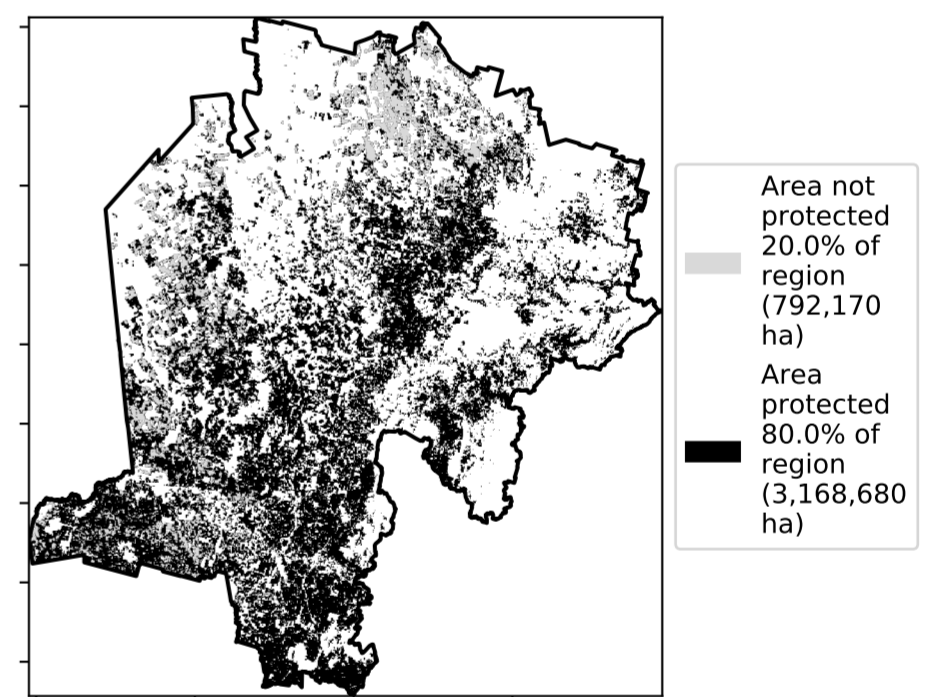 Area not
protected
20.0% of
region
(792,170
ha)
Area
protected
80.0% of
region
(3,168,680
ha)